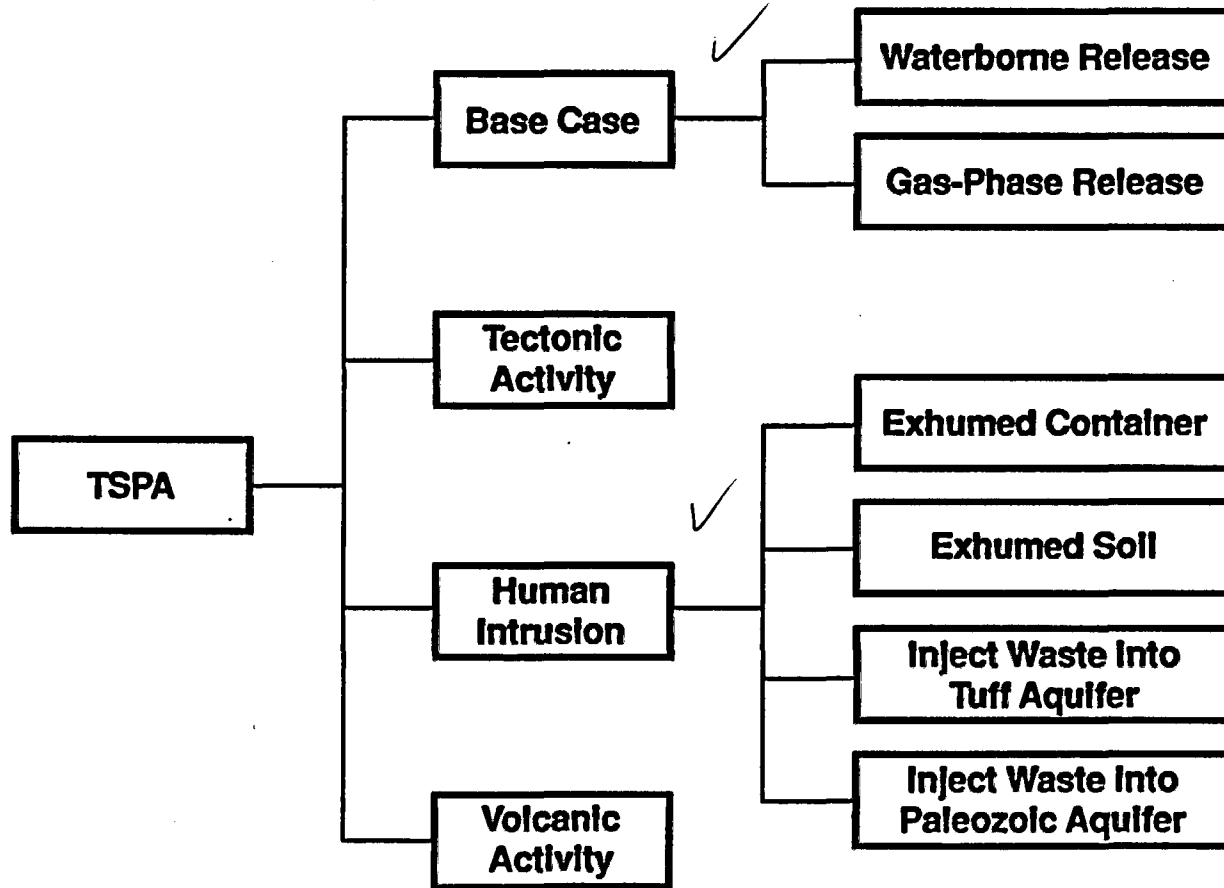 TSPA
Base Case
Waterborne Release
Gas-Phase Release
Tectonic
Activity
Human
Intrusion
Exhumed Container
Exhumed Soil
Inject Waste Into
Tuff Aquifer
Inject Waste Into
Paleozoic Aquifer
Volcanic
Activity